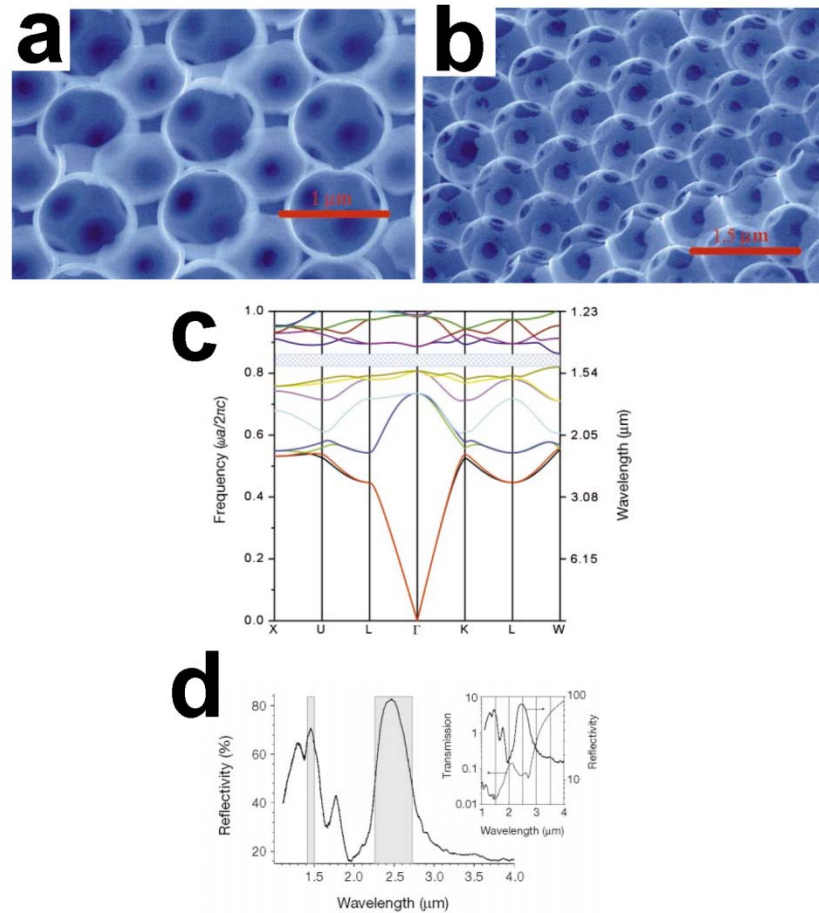 a
1 μm
b
1.5 μm
c
Frequency (ωa/2πc)
1.0
0.8
0.6
0.4
0.2
0.0
X U L Γ K L W
1.23
1.54
2.05
3.08
6.15
Wavelength (μm)
d
Reflectivity (%)
80
60
40
20
1.5 2.0 2.5 3.0 3.5 4.0
Wavelength (μm)
Transmission
10
1
0.1
0.01
1 2 3 4
Wavelength (μm)
100
10
Reflectivity